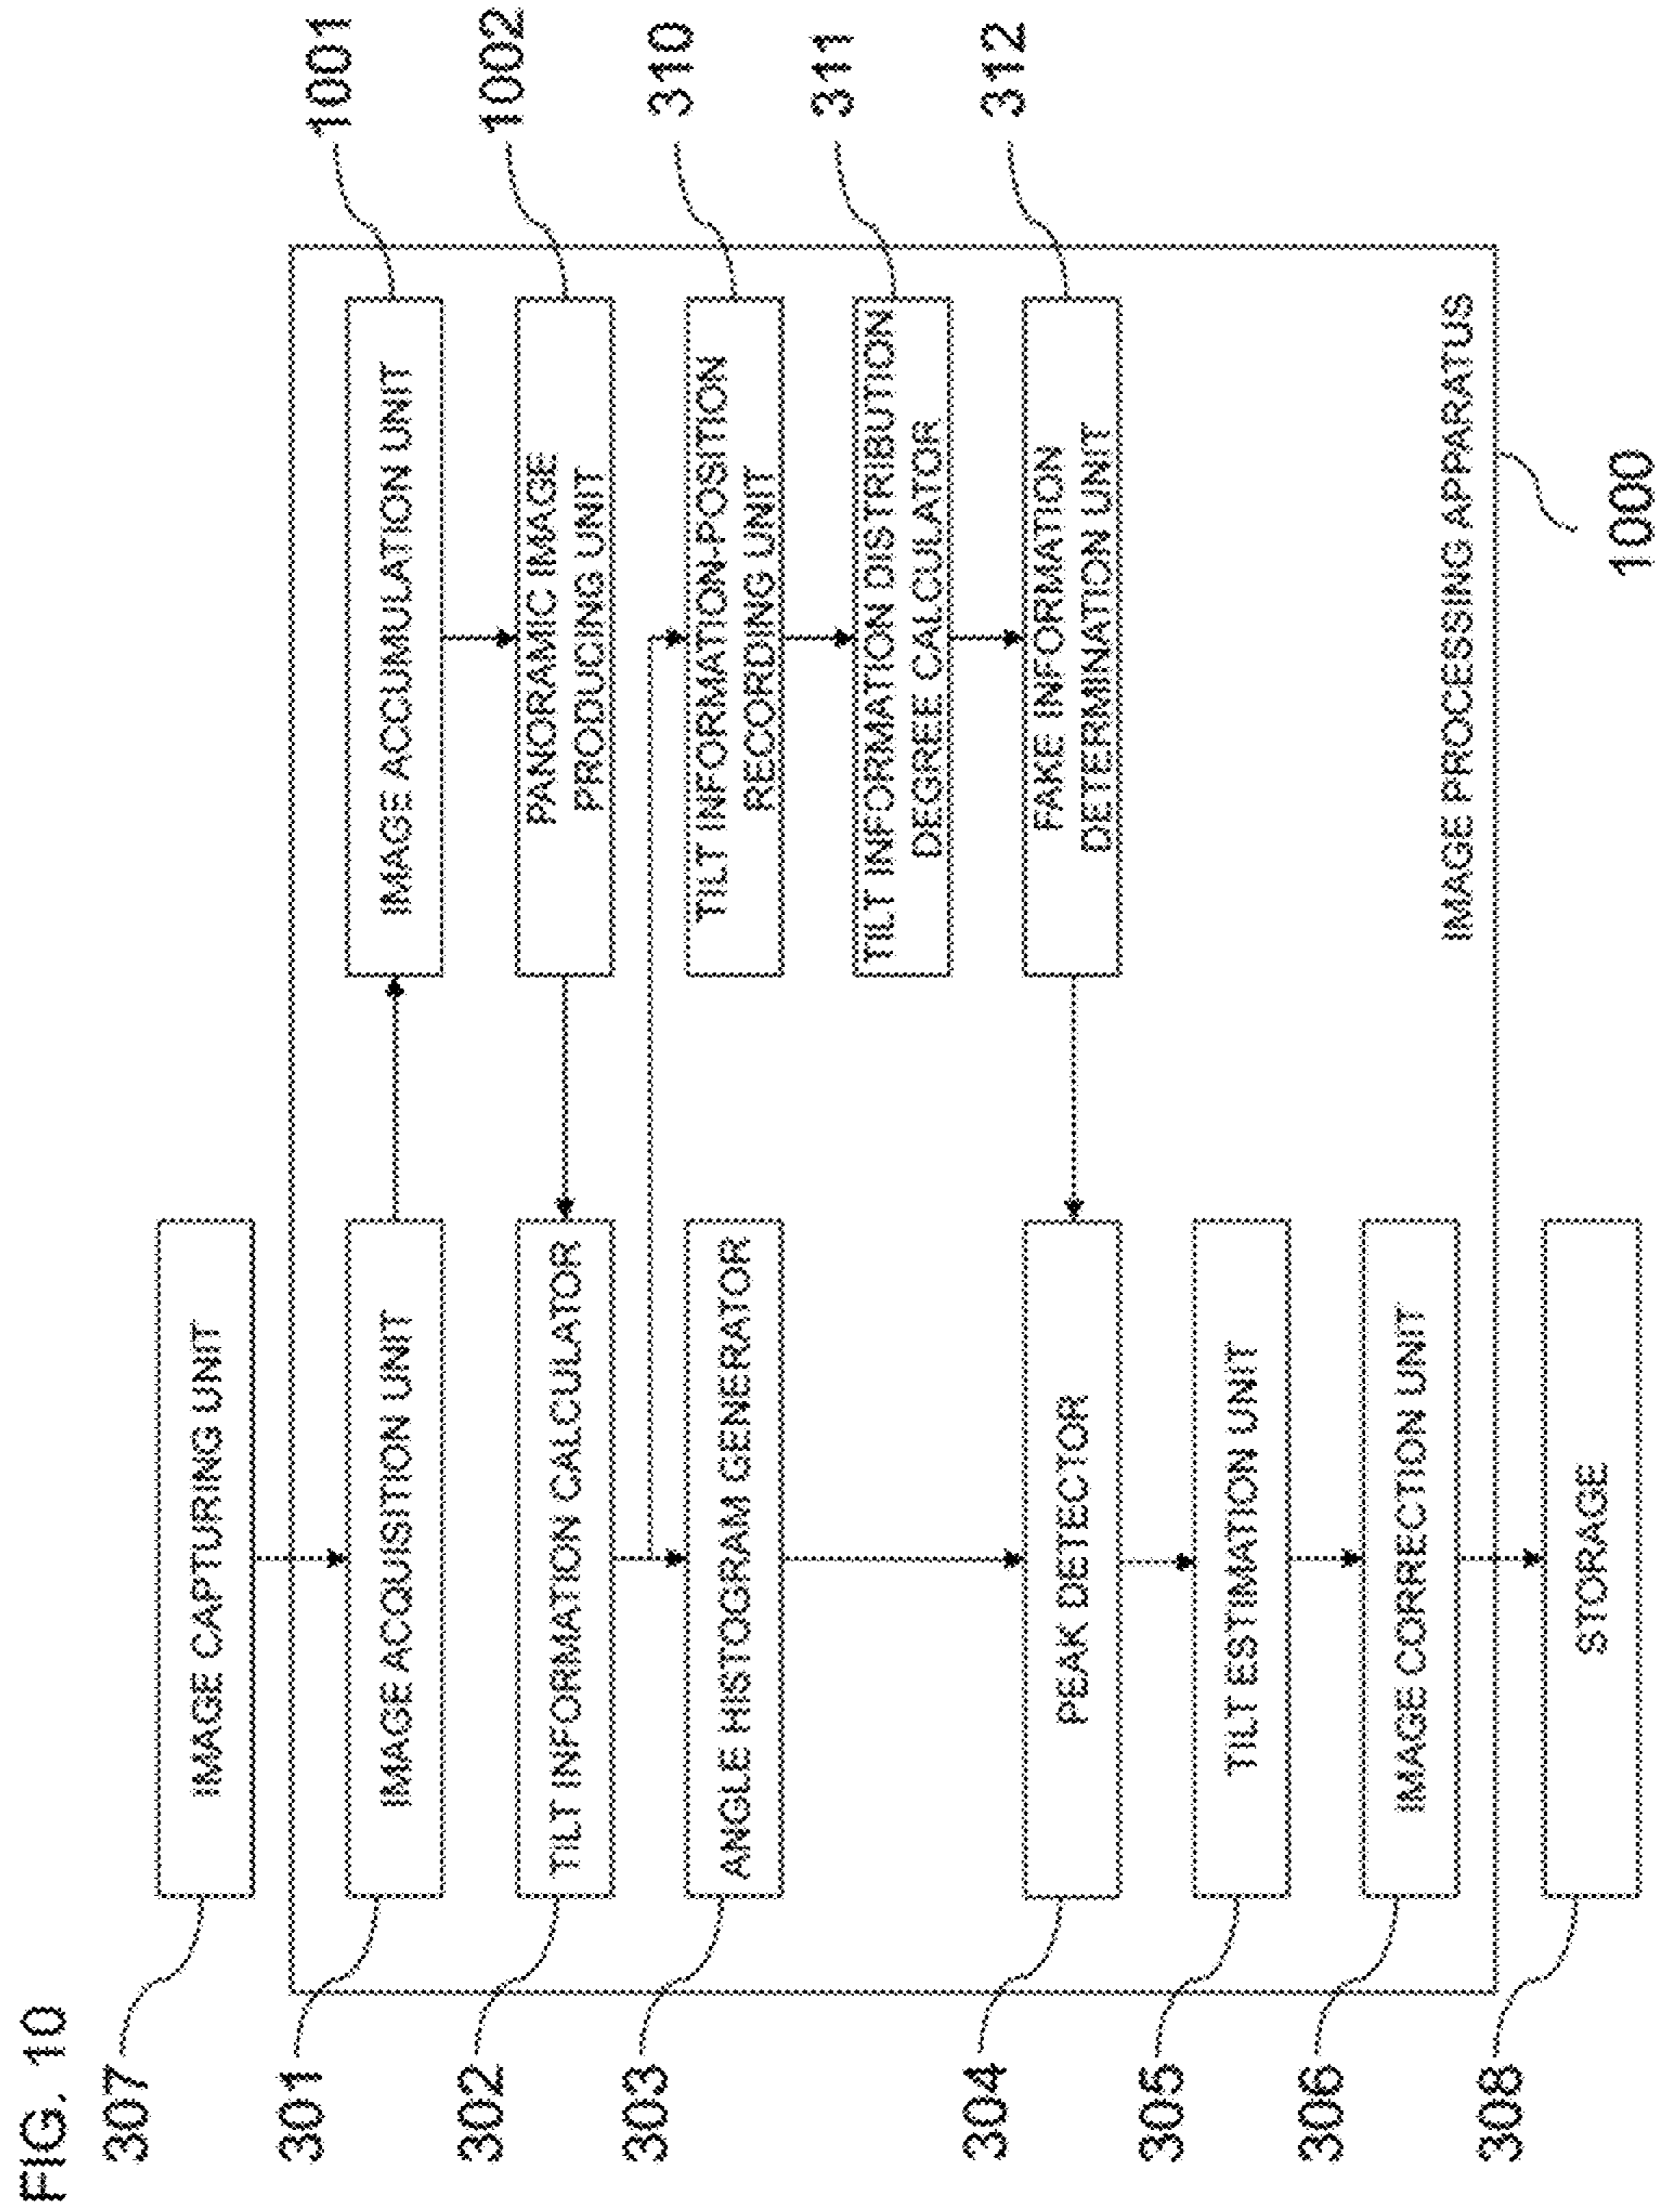 FIG. 10
307
IMAGE CAPTURING UNIT
301
IMAGE ACQUISITION UNIT
IMAGE ACCUMULATION UNIT
1001
302
TILT INFORMATION CALCULATOR
PANORAMIC IMAGE
PRODUCING UNIT
1002
303
ANGLE HISTOGRAM GENERATOR
TILT INFORMATION-POSITION
RECORDING UNIT
310
TILT INFORMATION DISTRIBUTION
DEGREE CALCULATOR
311
304
PEAK DETECTOR
FAKE INFORMATION
DETERMINATION UNIT
312
305
TILT ESTIMATION UNIT
306
IMAGE CORRECTION UNIT
IMAGE PROCESSING APPARATUS
308
STORAGE
1000